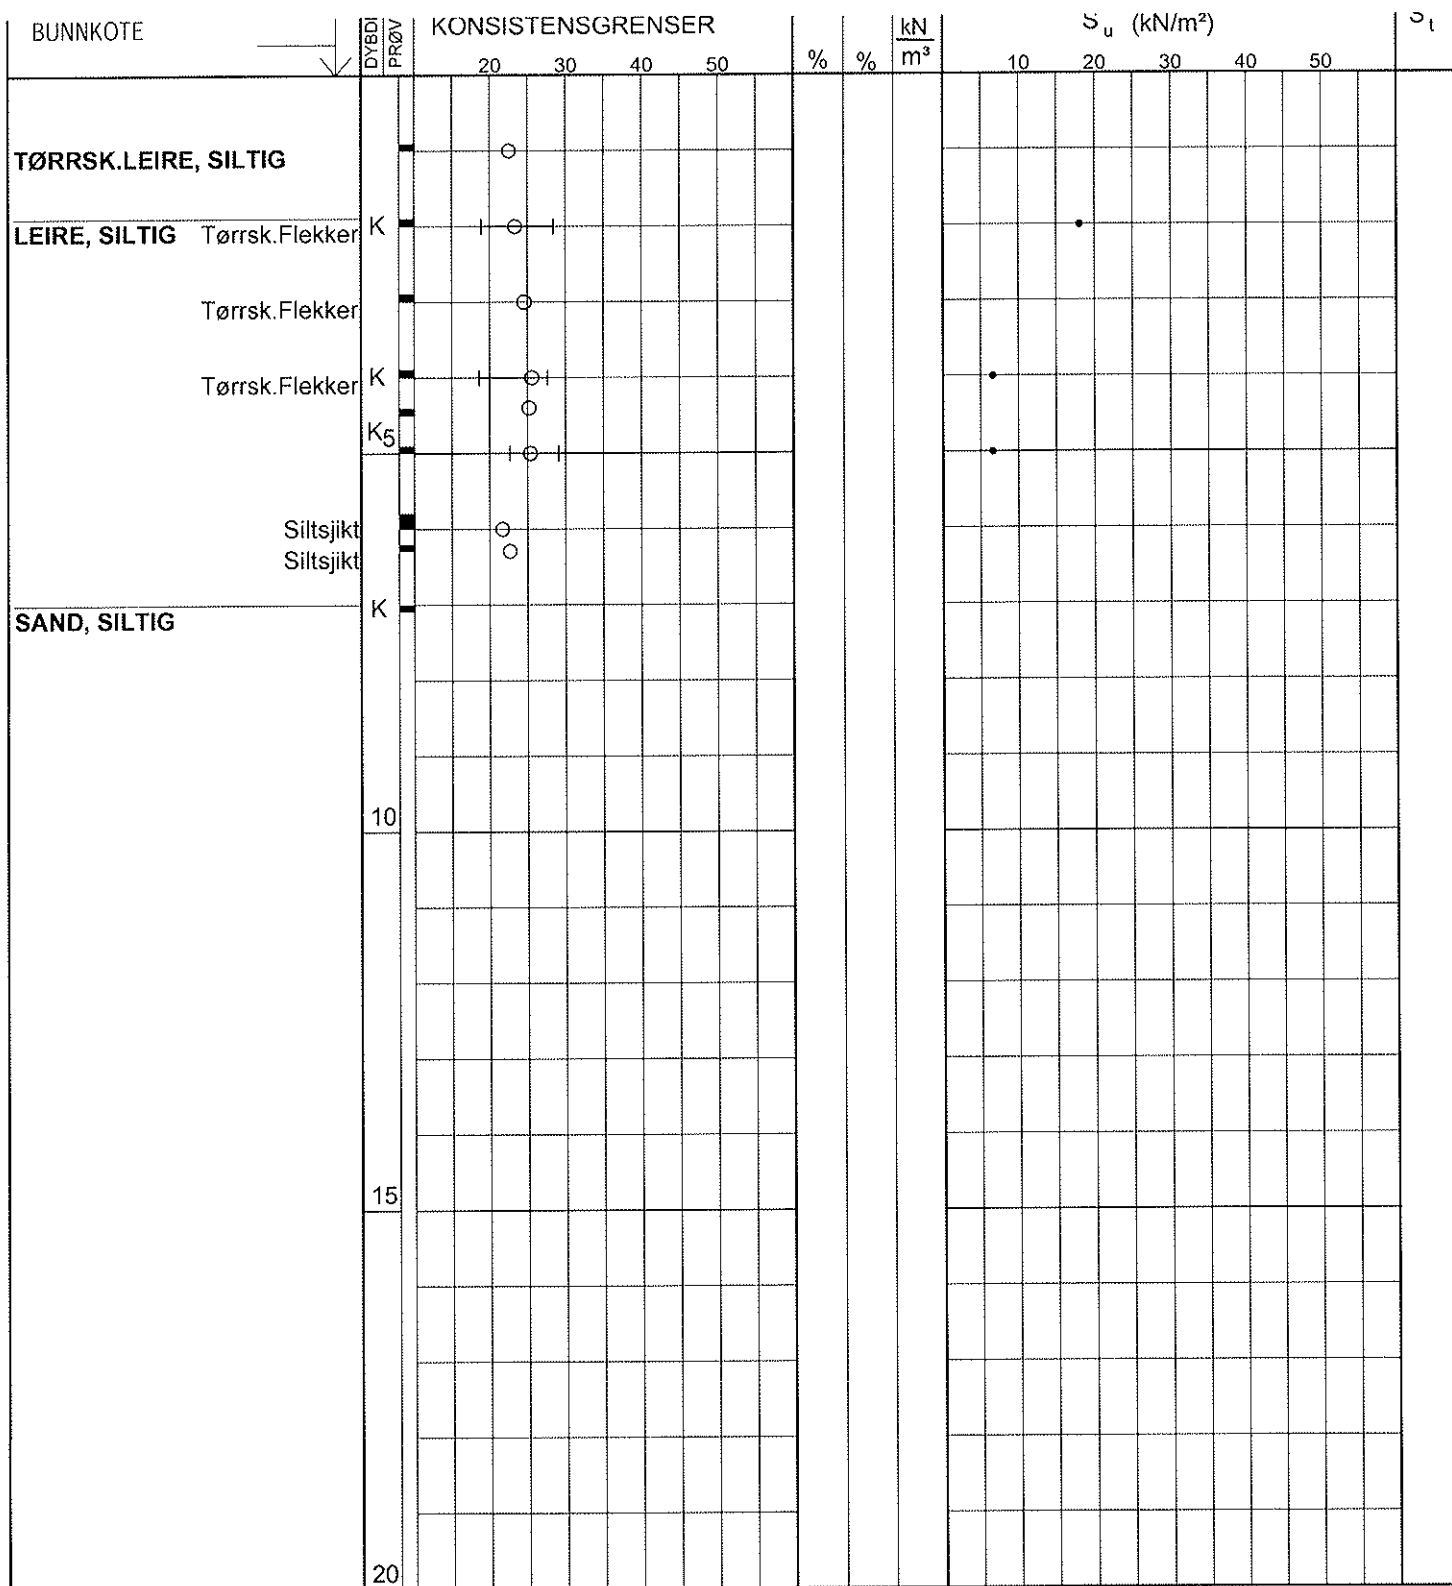 BUNNKOTE
DYBDI
PRØV
KONSISTENSGRENSER
20 30 40 50
%
%
kN
m³
S u (kN/m²)
10 20 30 40 50
S t
TØRRSK.LEIRE, SILTIG
LEIRE, SILTIG Tørrsk.Flekker K
Tørrsk.Flekker
Tørrsk.Flekker K
K 5
Siltsjikt
Siltsjikt
K
SAND, SILTIG
10
15
20